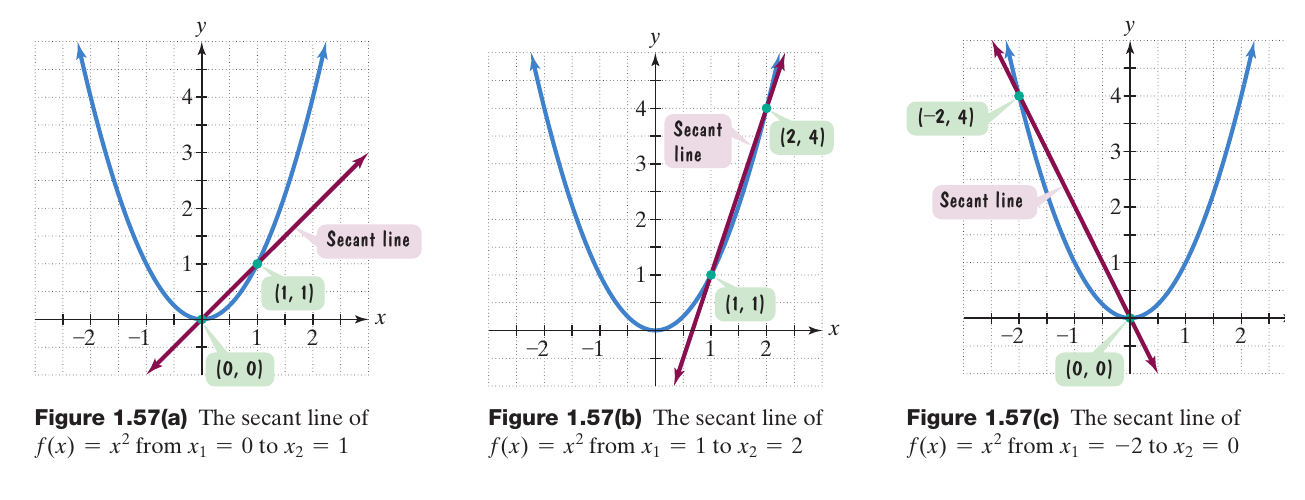 y
4
3
2
1
Secant line
(1, 1)
−2 −1 1 2 x
(0, 0)
Figure 1.57(a) The secant line of
f(x) = x² from x₁ = 0 to x₂ = 1
y
4
Secant
line
(2, 4)
3
2
1
(1, 1)
−2 −1 1 2 x
Figure 1.57(b) The secant line of
f(x) = x² from x₁ = 1 to x₂ = 2
y
(−2, 4)
4
3
Secant line
2
1
−2 −1 1 2
(0, 0)
Figure 1.57(c) The secant line of
f(x) = x² from x₁ = −2 to x₂ = 0